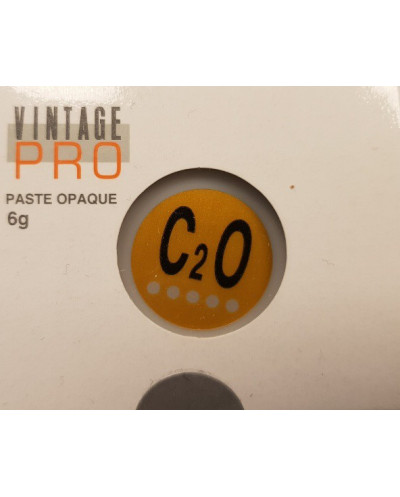 VINTAGE
PRO
PASTE OPAQUE
6g
C2O